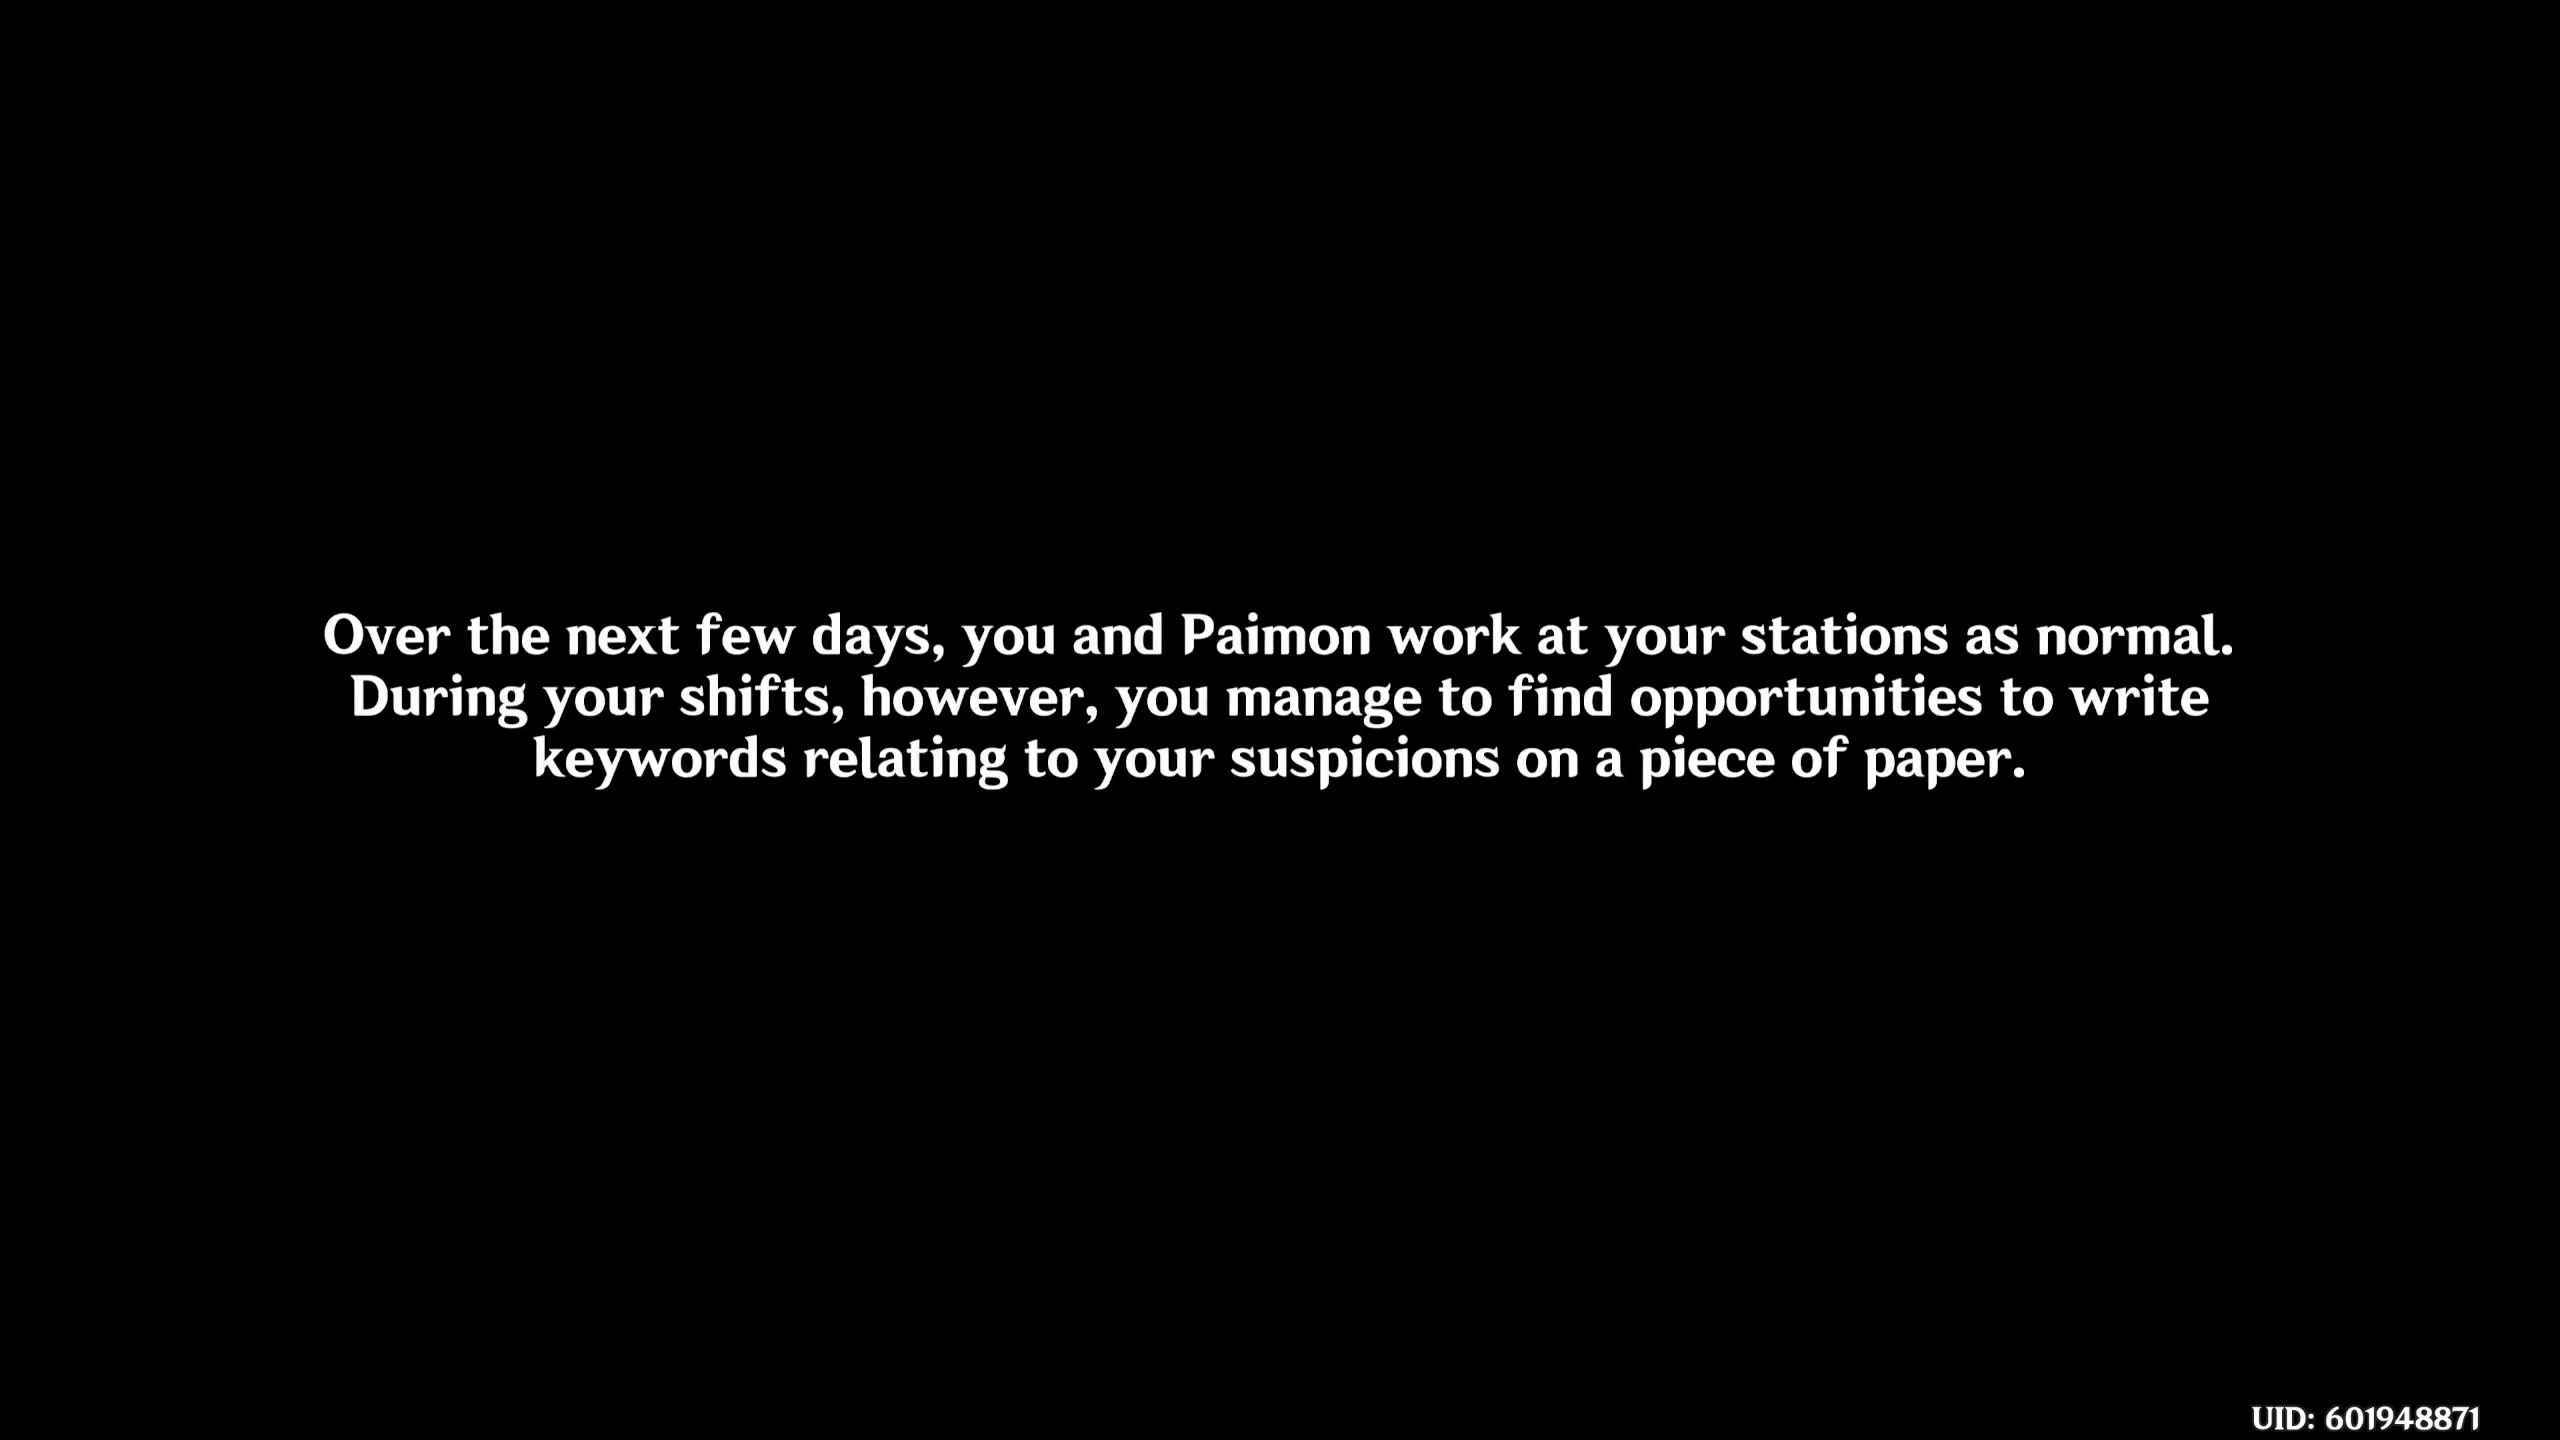 Over the next few days, you and Paimon work at your stations as normal.
During your shifts, however, you manage to find opportunities to write
keywords relating to your suspicions on a piece of paper.
UID: 601948871